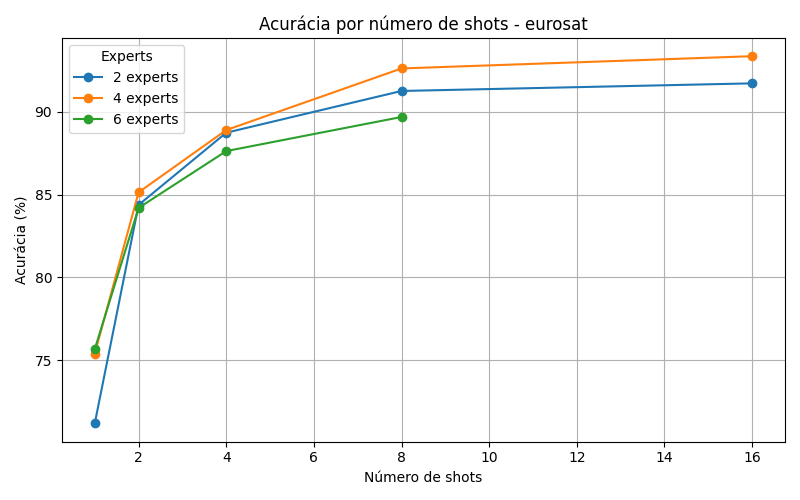 Acurácia por número de shots - eurosat
Experts
2 experts
4 experts
6 experts
Acurácia (%)
90
85
80
75
2 4 6 8 10 12 14 16
Número de shots